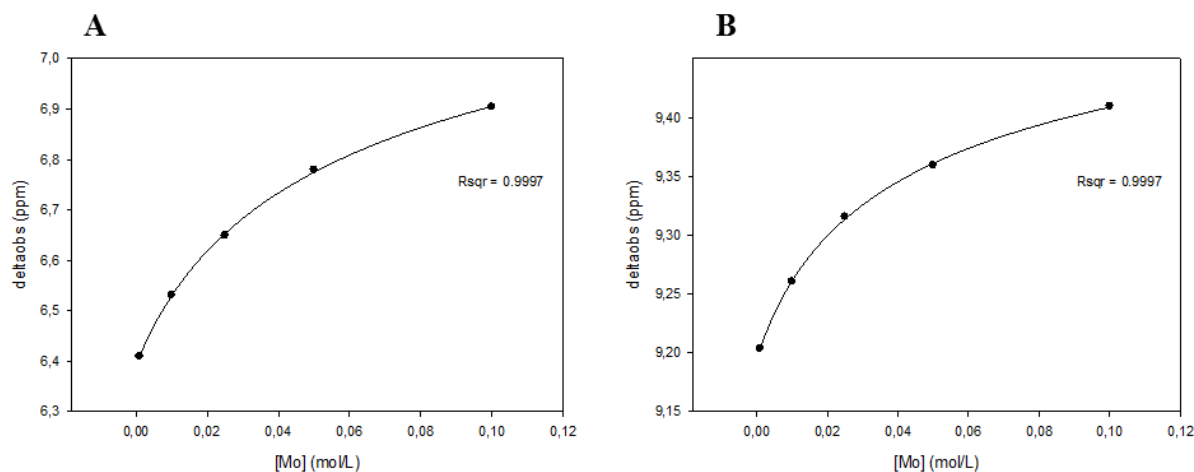 A
7,0
6,9
6,8
6,7
6,6
6,5
6,4
6,3
deltaobs (ppm)
Rsqr = 0.9997
0,00 0,02 0,04 0,06 0,08 0,10 0,12
[Mo] (mol/L)
B
9,40
9,35
9,30
9,25
9,20
9,15
deltaobs (ppm)
Rsqr = 0.9997
0,00 0,02 0,04 0,06 0,08 0,10 0,12
[Mo] (mol/L)